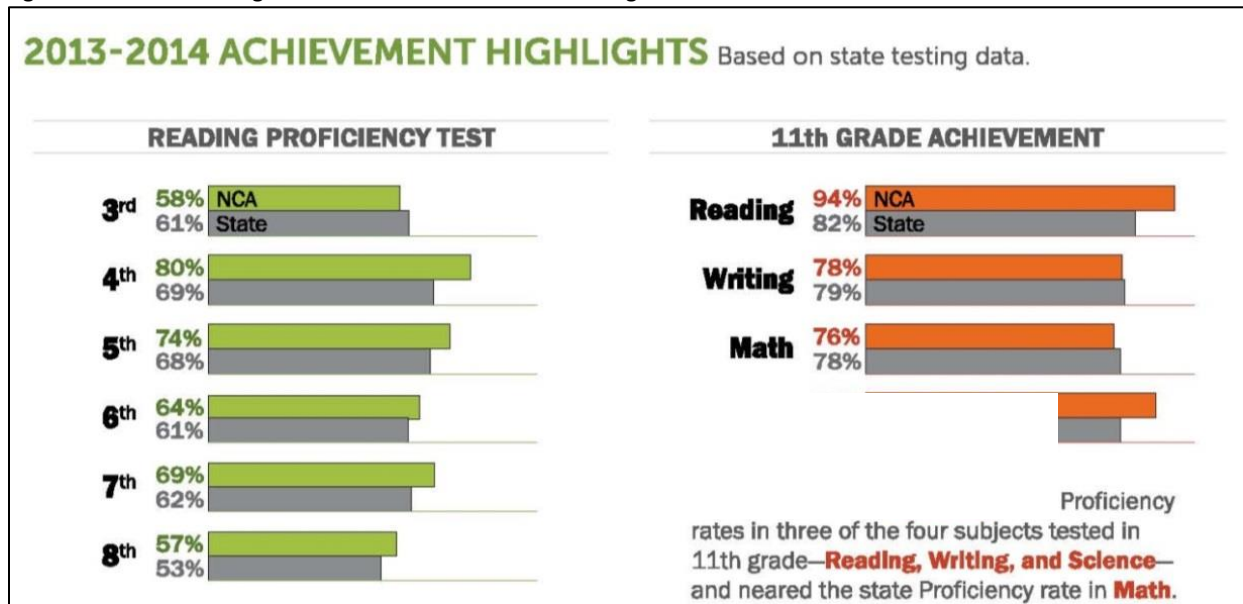 2013-2014 ACHIEVEMENT HIGHLIGHTS Based on state testing data.
READING PROFICIENCY TEST
3rd 58% NCA
61% State
4th 80%
69%
5th 74%
68%
6th 64%
61%
7th 69%
62%
8th 57%
53%
11th GRADE ACHIEVEMENT
Reading 94% NCA
82% State
Writing 78%
79%
Math 76%
78%
Proficiency
rates in three of the four subjects tested in
11th grade—Reading, Writing, and Science—
and neared the state Proficiency rate in Math.